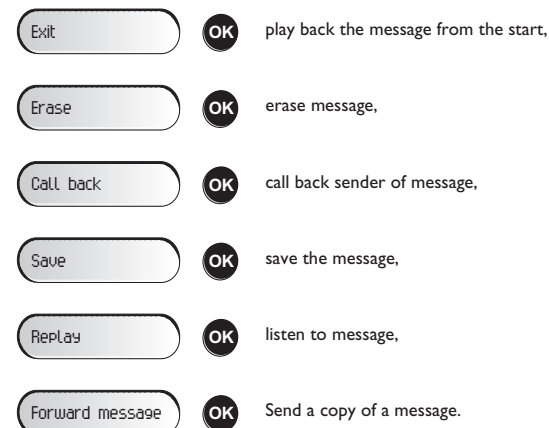 Exit OK play back the message from the start,
Erase OK erase message,
Call back OK call back sender of message,
Save OK save the message,
Replay OK listen to message,
Forward message OK Send a copy of a message.